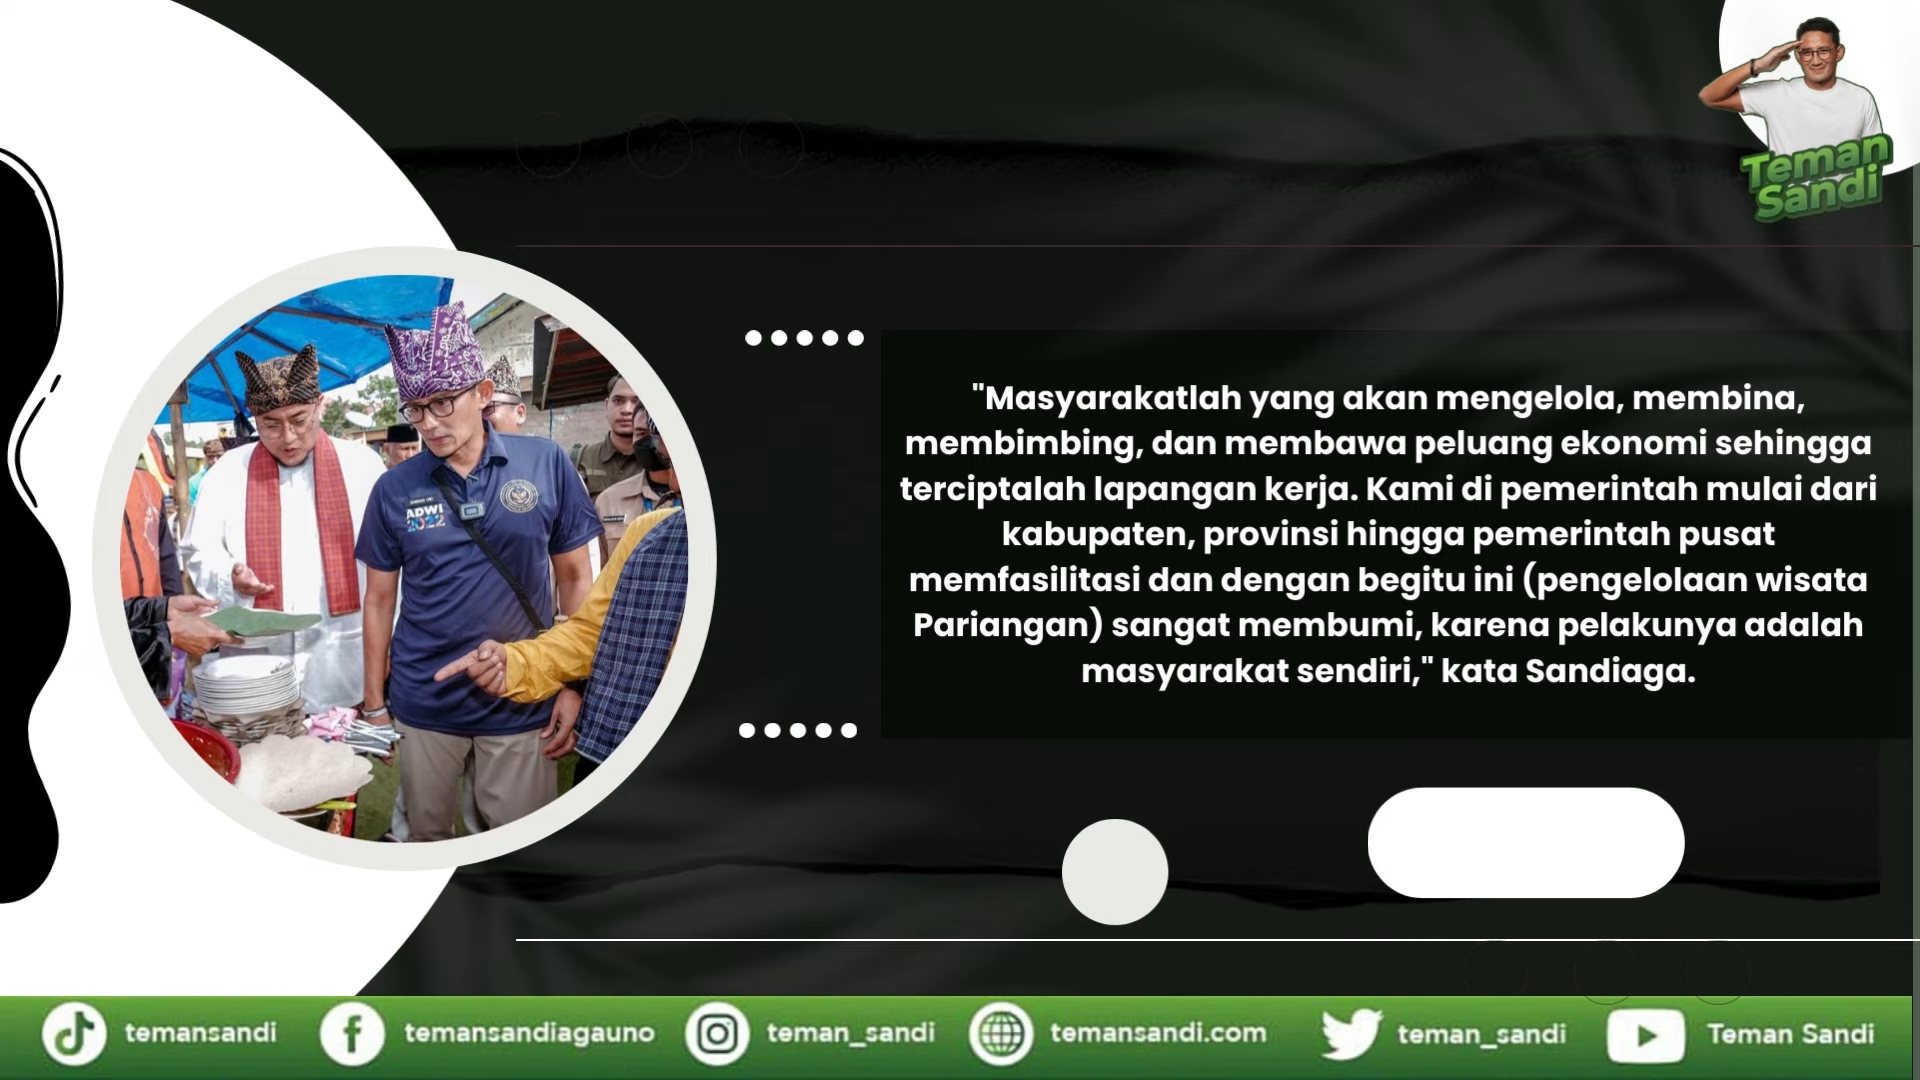 Teman
Sandi
ADWI
2022
"Masyarakatlah yang akan mengelola, membina,
membimbing, dan membawa peluang ekonomi sehingga
terciptalah lapangan kerja. Kami di pemerintah mulai dari
kabupaten, provinsi hingga pemerintah pusat
memfasilitasi dan dengan begitu ini (pengelolaan wisata
Pariangan) sangat membumi, karena pelakunya adalah
masyarakat sendiri," kata Sandiaga.
temansandi
temansandiagauno
teman_sandi
temansandi.com
teman_sandi
Teman Sandi